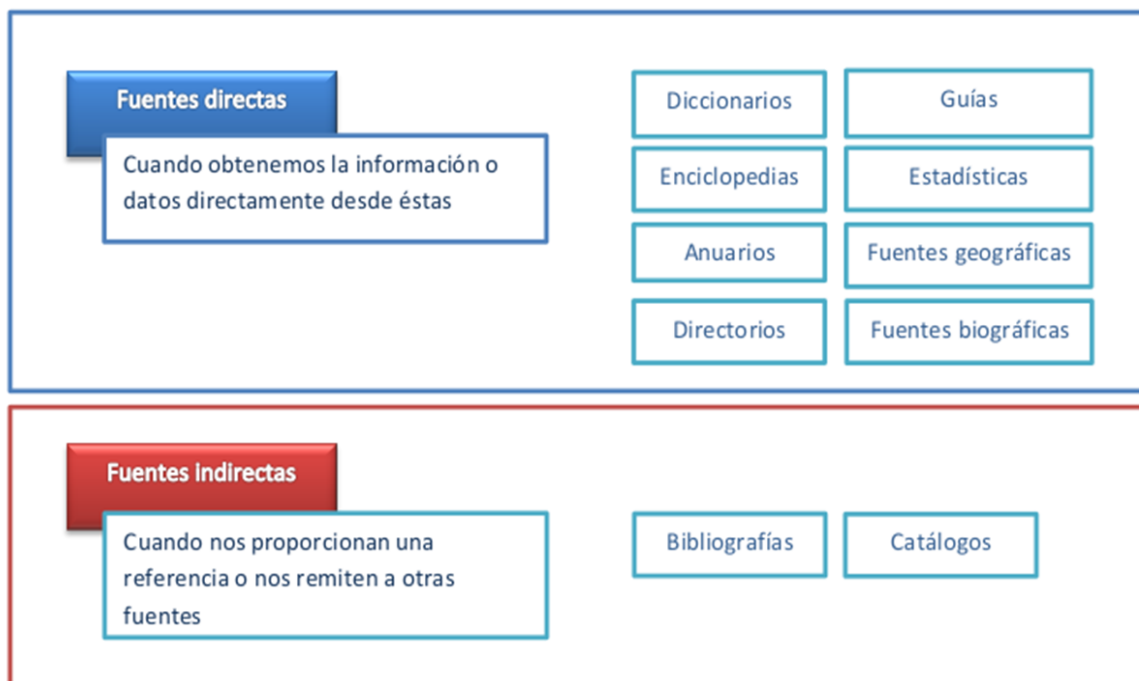 Fuentes directas
Cuando obtenemos la información o
datos directamente desde éstas
Diccionarios
Guías
Enciclopedias
Estadísticas
Anuarios
Fuentes geográficas
Directorios
Fuentes biográficas
Fuentes indirectas
Cuando nos proporcionan una
referencia o nos remiten a otras
fuentes
Bibliografías
Catálogos